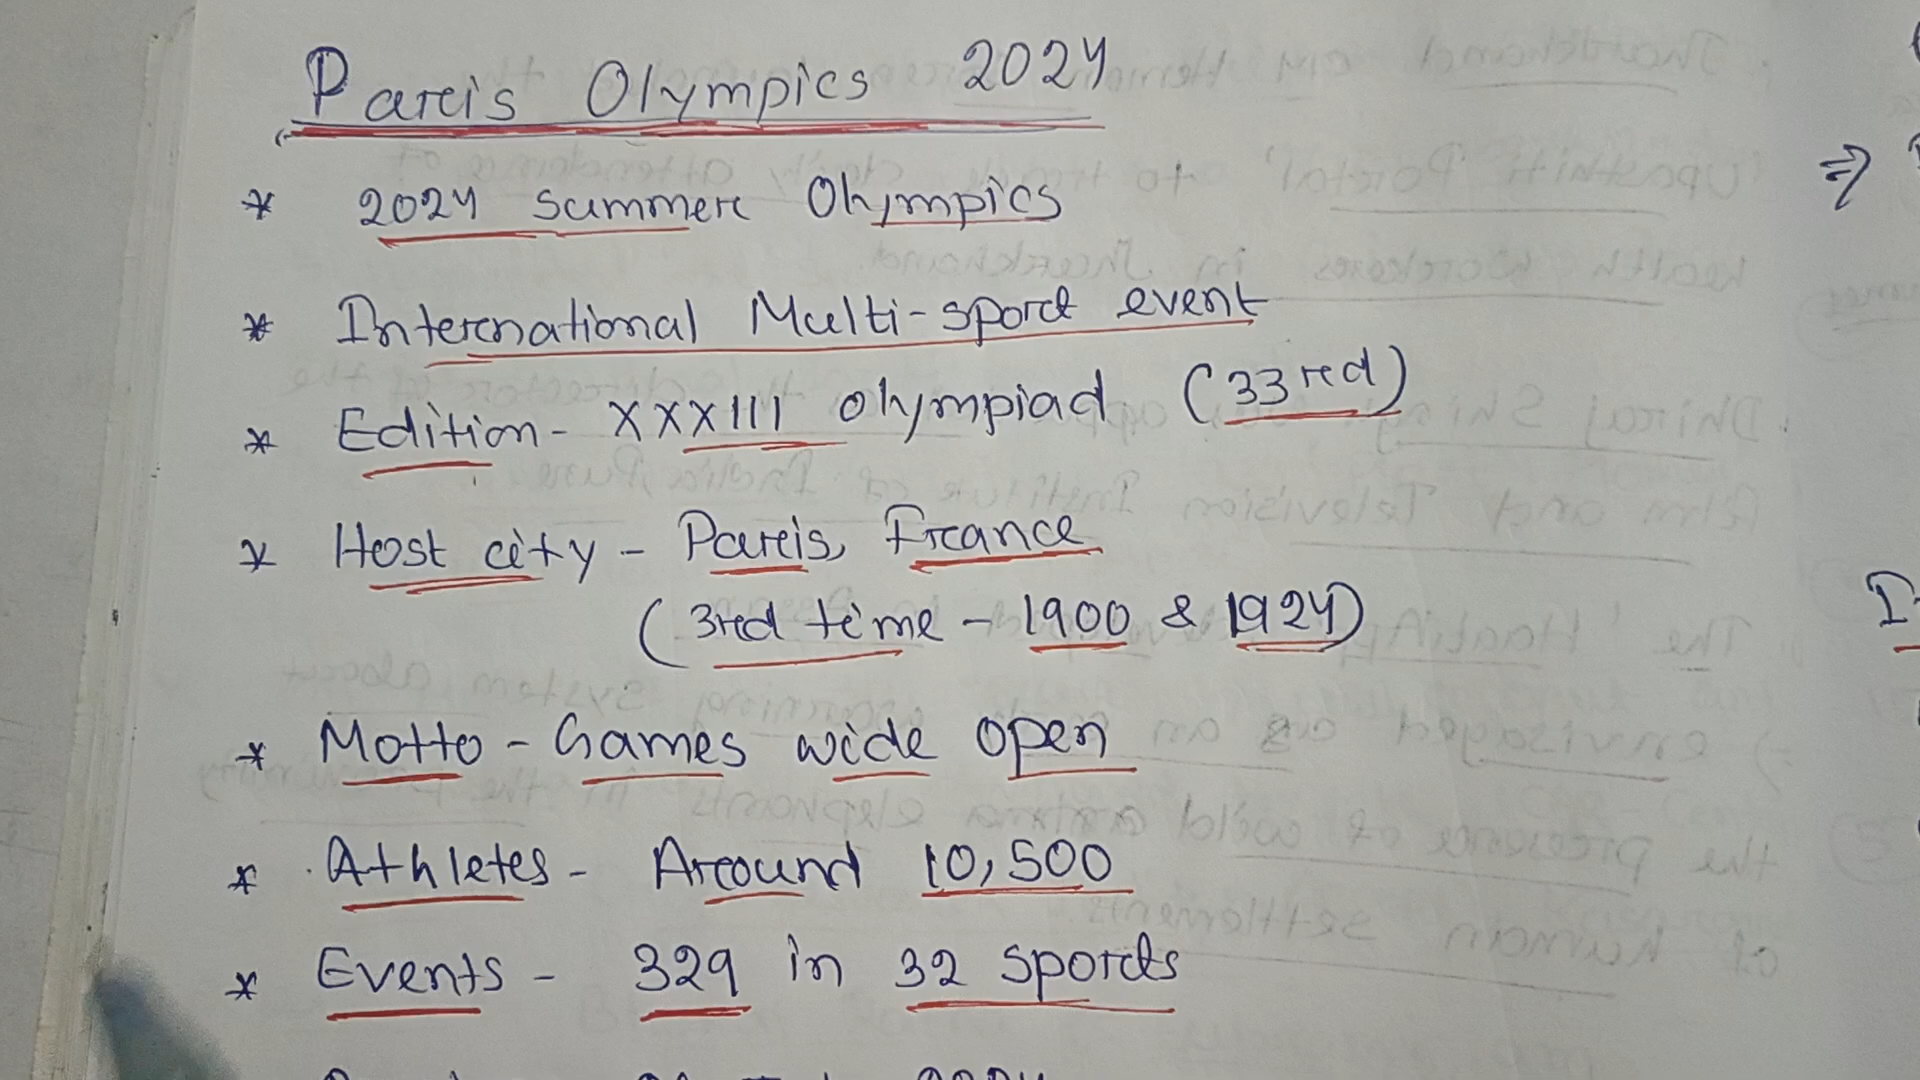 Paris Olympics 2024
* 2024 Summer Olympics
* International Multi-sport event
* Edition - XXXIII Olympiad (33rd)
* Host city - Paris, France
(3rd time - 1900 & 1924)
* Motto - Games wide open
* Athletes - Around 10,500
* Events - 329 in 32 sports